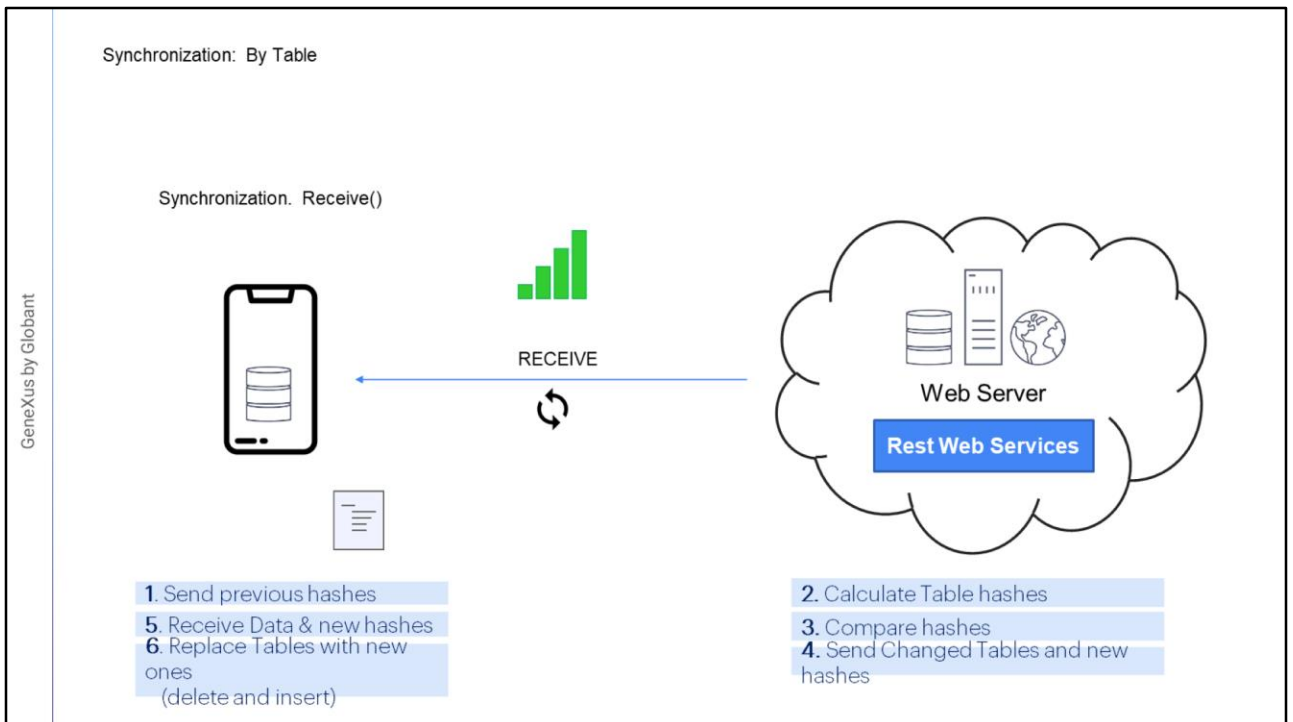 Synchronization: By Table
Synchronization. Receive()
GeneXus by Globant
RECEIVE
Web Server
Rest Web Services
1. Send previous hashes
5. Receive Data & new hashes
6. Replace Tables with new
ones
(delete and insert)
2. Calculate Table hashes
3. Compare hashes
4. Send Changed Tables and new
hashes